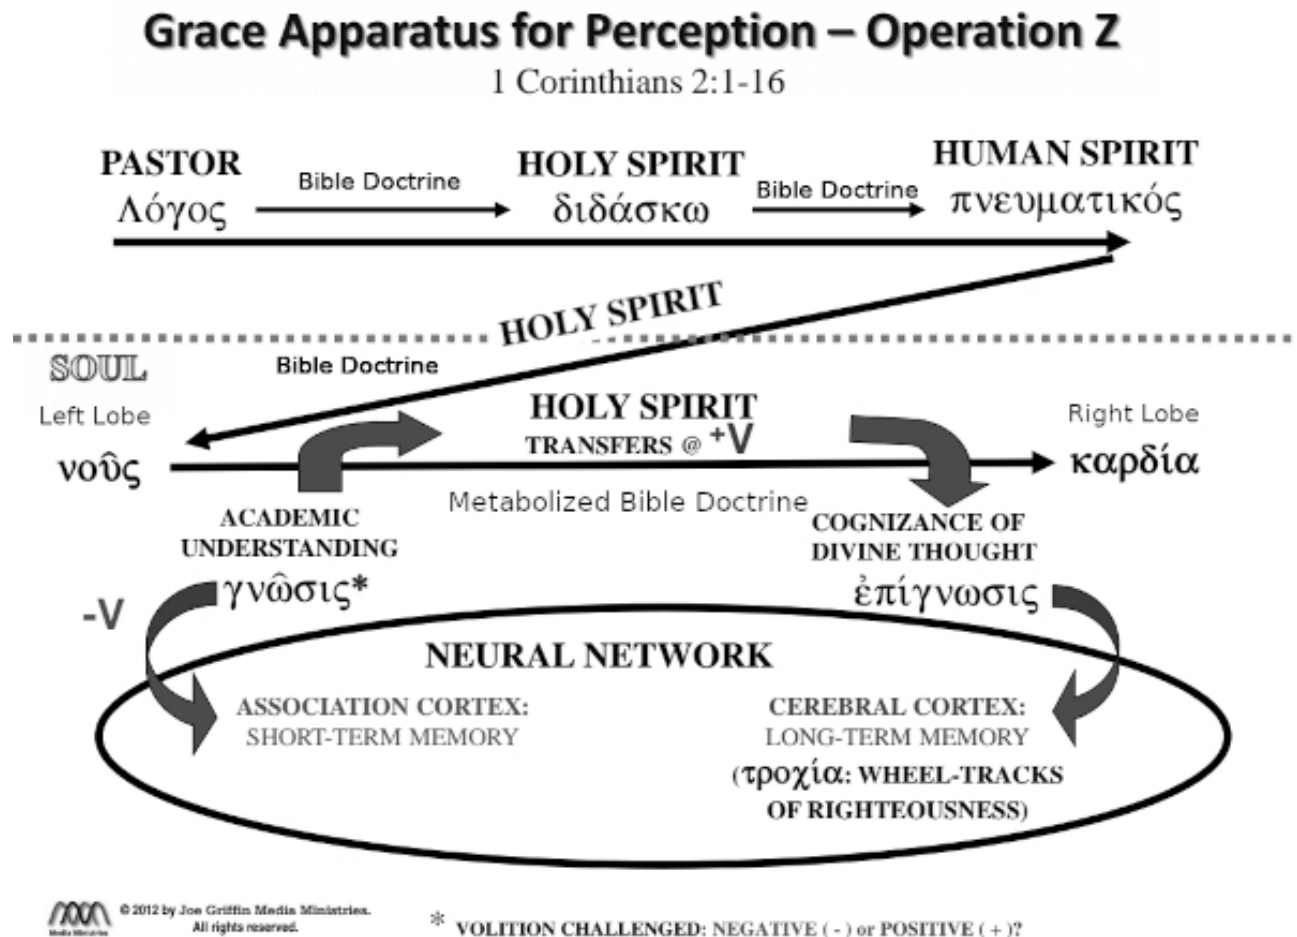 Grace Apparatus for Perception – Operation Z
1 Corinthians 2:1-16
PASTOR
Λόγος
Bible Doctrine
HOLY SPIRIT
διδάσκω
Bible Doctrine
HUMAN SPIRIT
πνευματικός
HOLY SPIRIT
SOUL
Bible Doctrine
Left Lobe
νοῦς
HOLY SPIRIT
TRANSFERS @ +V
Right Lobe
καρδία
Metabolized Bible Doctrine
ACADEMIC
UNDERSTANDING
γνῶσις*
COGNIZANCE OF
DIVINE THOUGHT
ἐπίγνωσις
-V
NEURAL NETWORK
ASSOCIATION CORTEX:
SHORT-TERM MEMORY
CEREBRAL CORTEX:
LONG-TERM MEMORY
(τροχία: WHEEL-TRACKS
OF RIGHTEOUSNESS)
Media Ministries
© 2012 by Joe Griffin Media Ministries.
All rights reserved.
* VOLITION CHALLENGED: NEGATIVE ( - ) or POSITIVE ( + )?